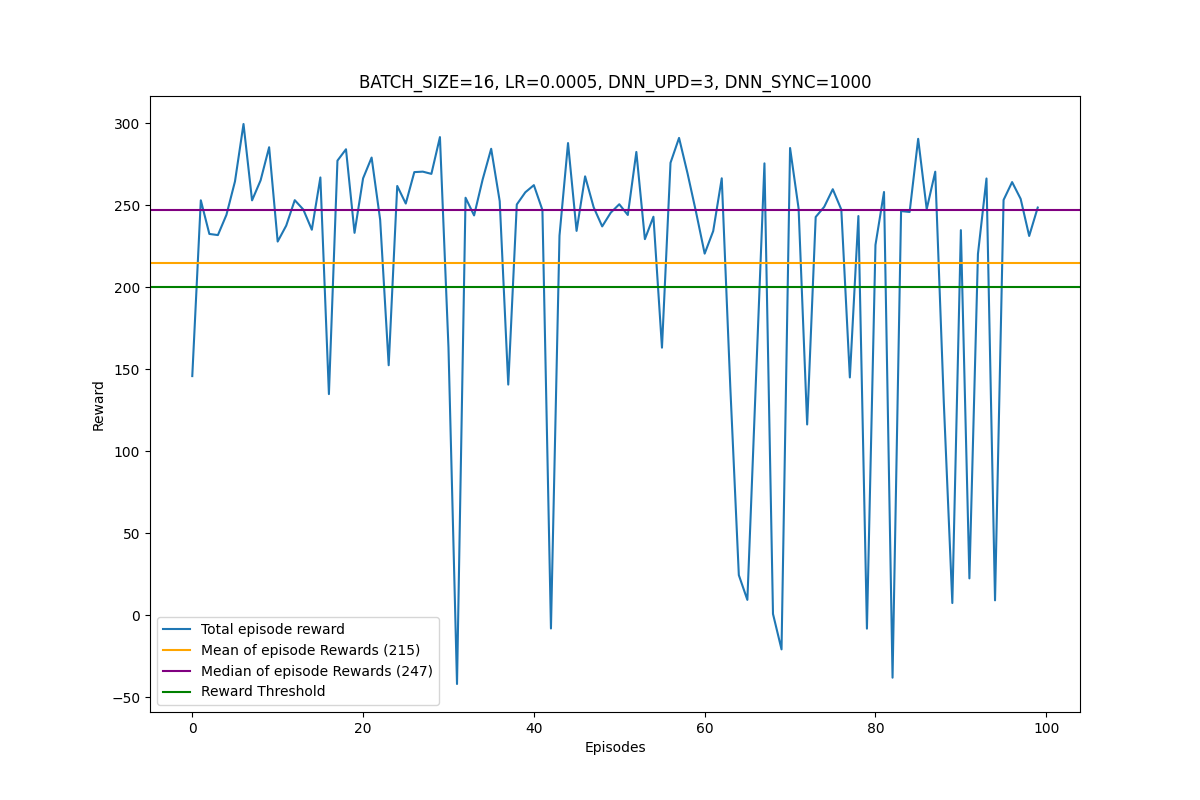 BATCH_SIZE=16, LR=0.0005, DNN_UPD=3, DNN_SYNC=1000
300
250
200
150
100
50
0
−50
Reward
Total episode reward
Mean of episode Rewards (215)
Median of episode Rewards (247)
Reward Threshold
0 20 40 60 80 100
Episodes